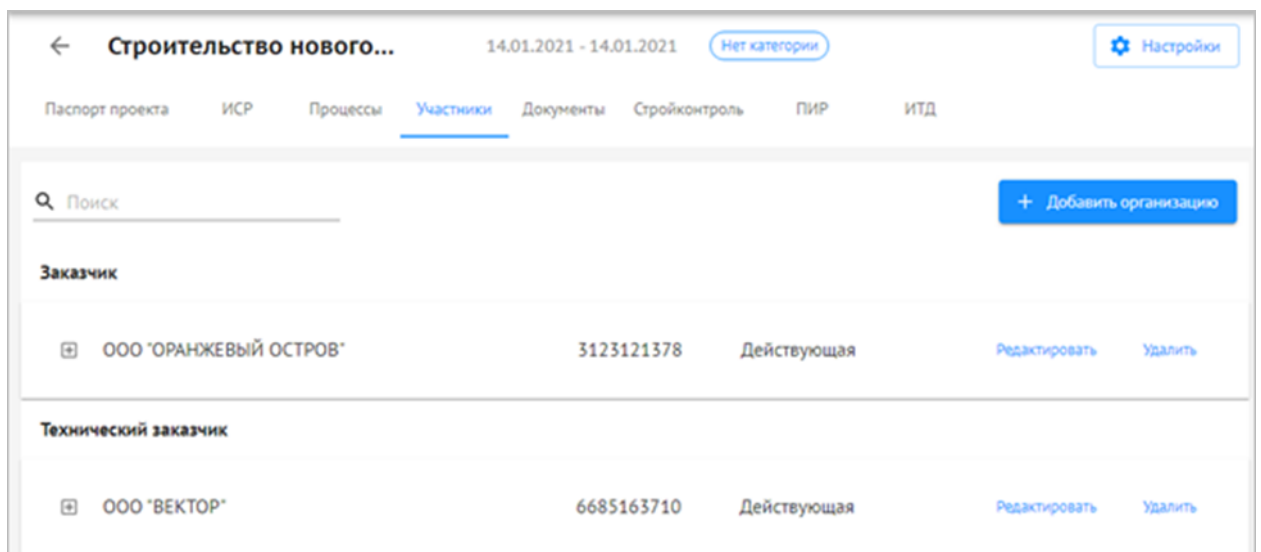 Строительство нового... 14.01.2021 - 14.01.2021 Нет категории Настройки
Паспорт проекта ИСР Процессы Участники Документы Стройконтроль ПИР ИТД
Поиск + Добавить организацию
Заказчик
ООО "ОРАНЖЕВЫЙ ОСТРОВ" 3123121378 Действующая Редактировать Удалить
Технический заказчик
ООО "ВЕКТОР" 6685163710 Действующая Редактировать Удалить